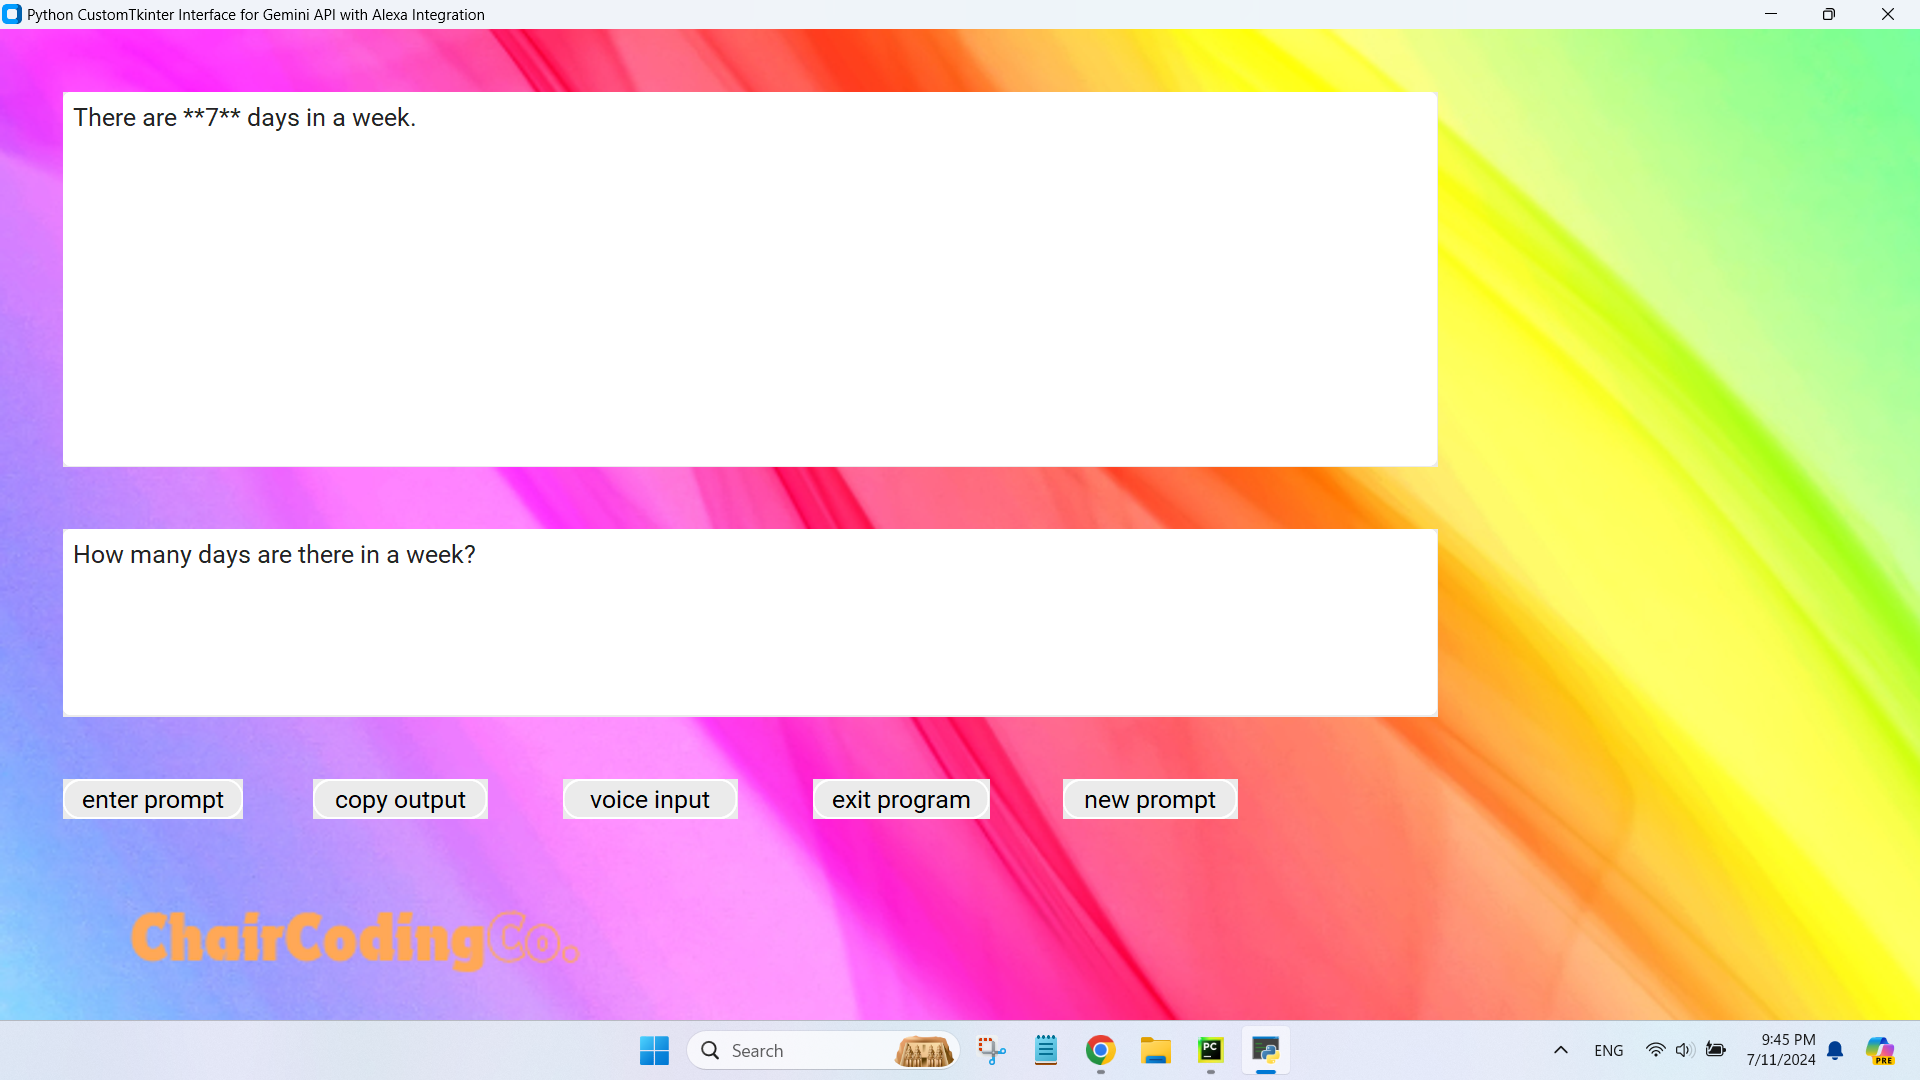 Python CustomTkinter Interface for Gemini API with Alexa Integration
There are **7** days in a week.
How many days are there in a week?
enter prompt
copy output
voice input
exit program
new prompt
ChairCodingCo.
Search
PC
ENG
9:45 PM
7/11/2024
PRE